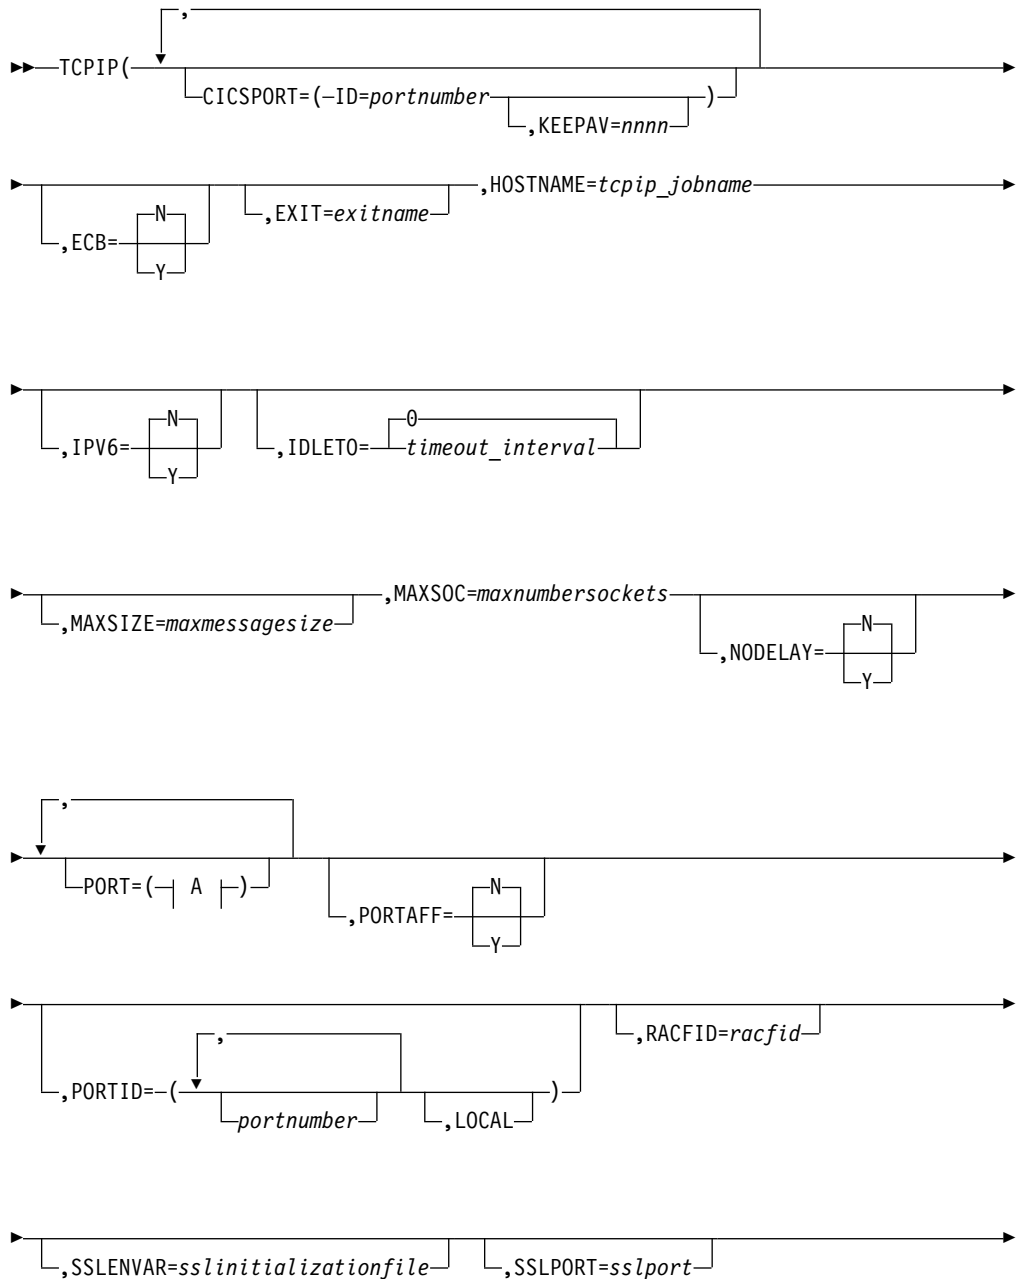 ,
TCPIP(
CICSPORT=(ID=portnumber )
,KEEPAV=nnnn
,HOSTNAME=tcpip_jobname
,ECB= N
Y
,EXIT=exitname
,IPV6= N
Y
,IDLETO= 0
timeout_interval
,MAXSIZE=maxmessagesize
,MAXSOC=maxnumbersockets
,NODELAY= N
Y
,
PORT=( A )
,PORTAFF= N
Y
,PORTID=( , )
portnumber ,LOCAL
,RACFID=racfid
,SSLENVAR=sslinitializationfile ,SSLPORT=sslport